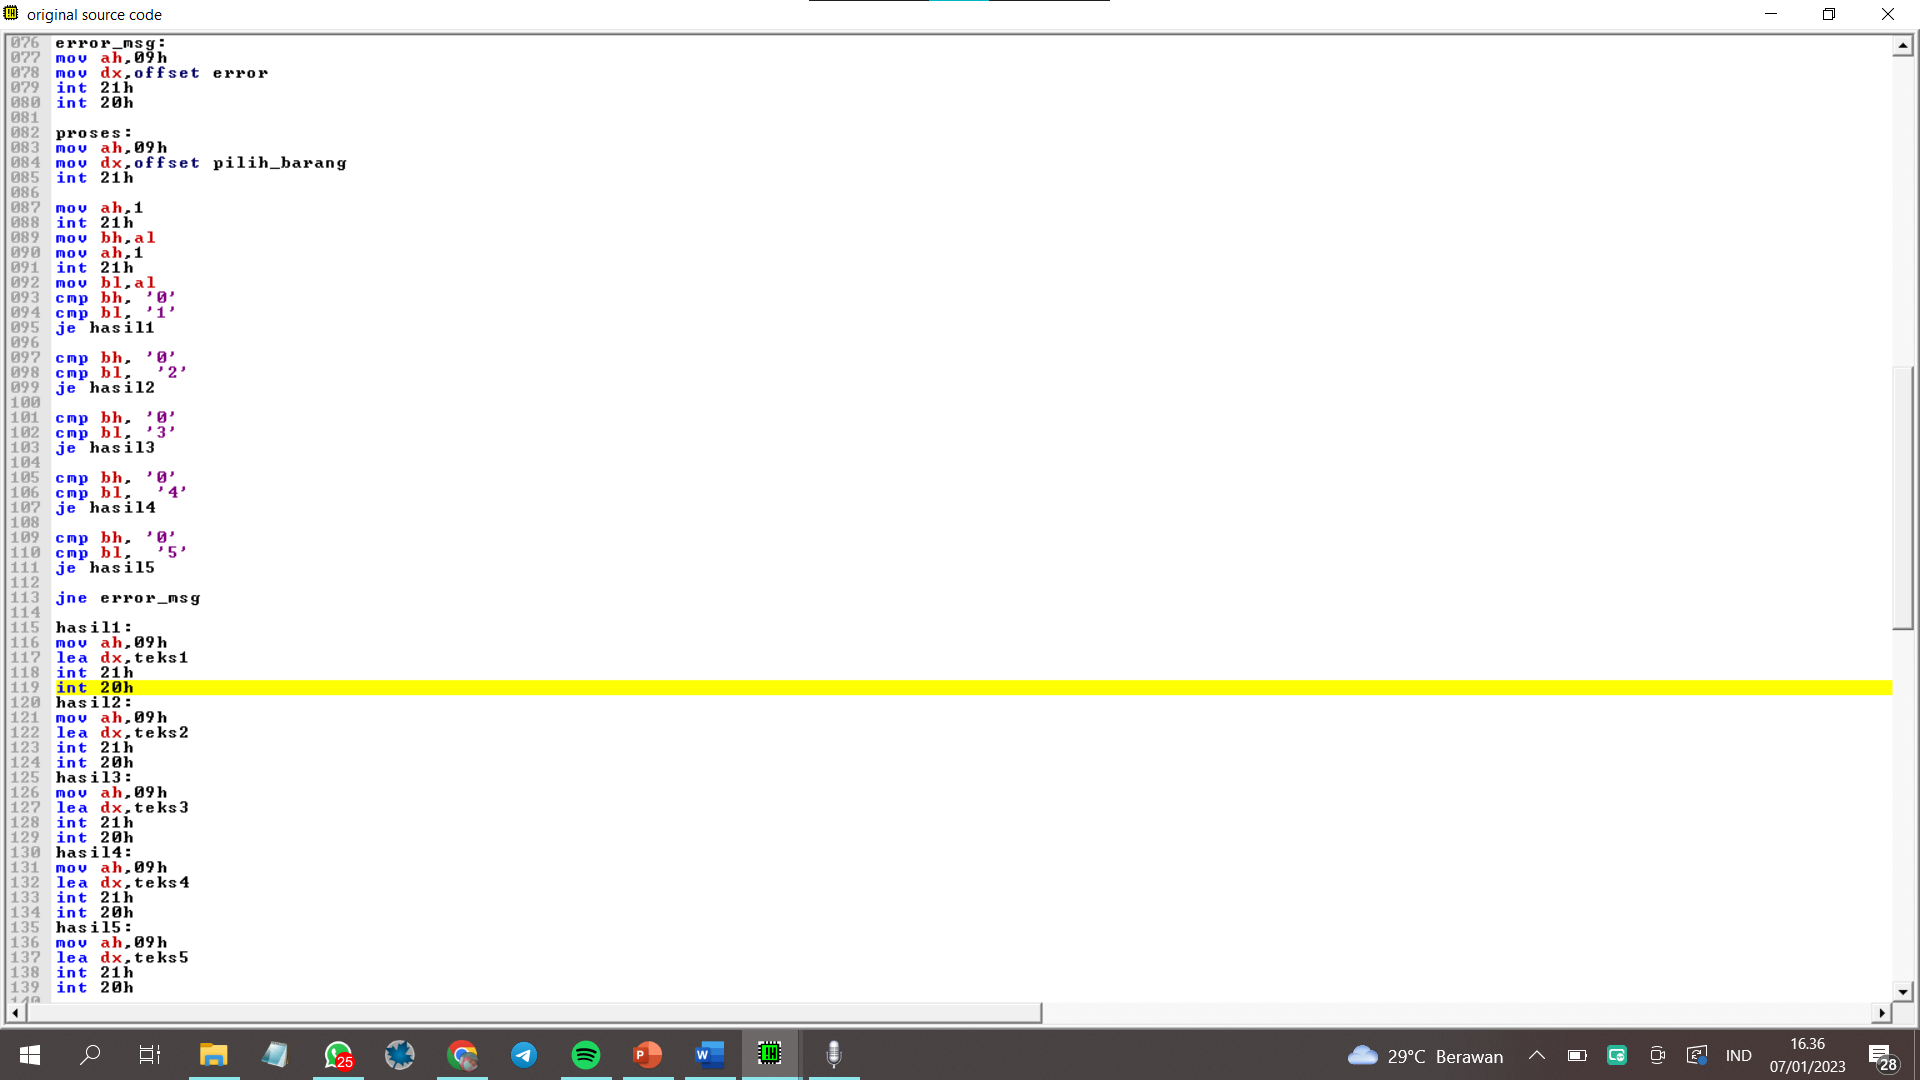 original source code
076 error_msg:
077 mov ah,09h
078 mov dx,offset error
079 int 21h
080 int 20h
081
082 proses:
083 mov ah,09h
084 mov dx,offset pilih_barang
085 int 21h
086
087 mov ah,1
088 int 21h
089 mov bh,al
090 mov ah,1
091 int 21h
092 mov bl,al
093 cmp bh, '0'
094 cmp bl, '1'
095 je hasil1
096
097 cmp bh, '0'
098 cmp bl,  '2'
099 je hasil2
100
101 cmp bh, '0'
102 cmp bl, '3'
103 je hasil3
104
105 cmp bh, '0'
106 cmp bl,  '4'
107 je hasil4
108
109 cmp bh, '0'
110 cmp bl,  '5'
111 je hasil5
112
113 jne error_msg
114
115 hasil1:
116 mov ah,09h
117 lea dx,teks1
118 int 21h
119 int 20h
120 hasil2:
121 mov ah,09h
122 lea dx,teks2
123 int 21h
124 int 20h
125 hasil3:
126 mov ah,09h
127 lea dx,teks3
128 int 21h
129 int 20h
130 hasil4:
131 mov ah,09h
132 lea dx,teks4
133 int 21h
134 int 20h
135 hasil5:
136 mov ah,09h
137 lea dx,teks5
138 int 21h
139 int 20h
140
25
29°C Berawan
IND
16.36
07/01/2023
28